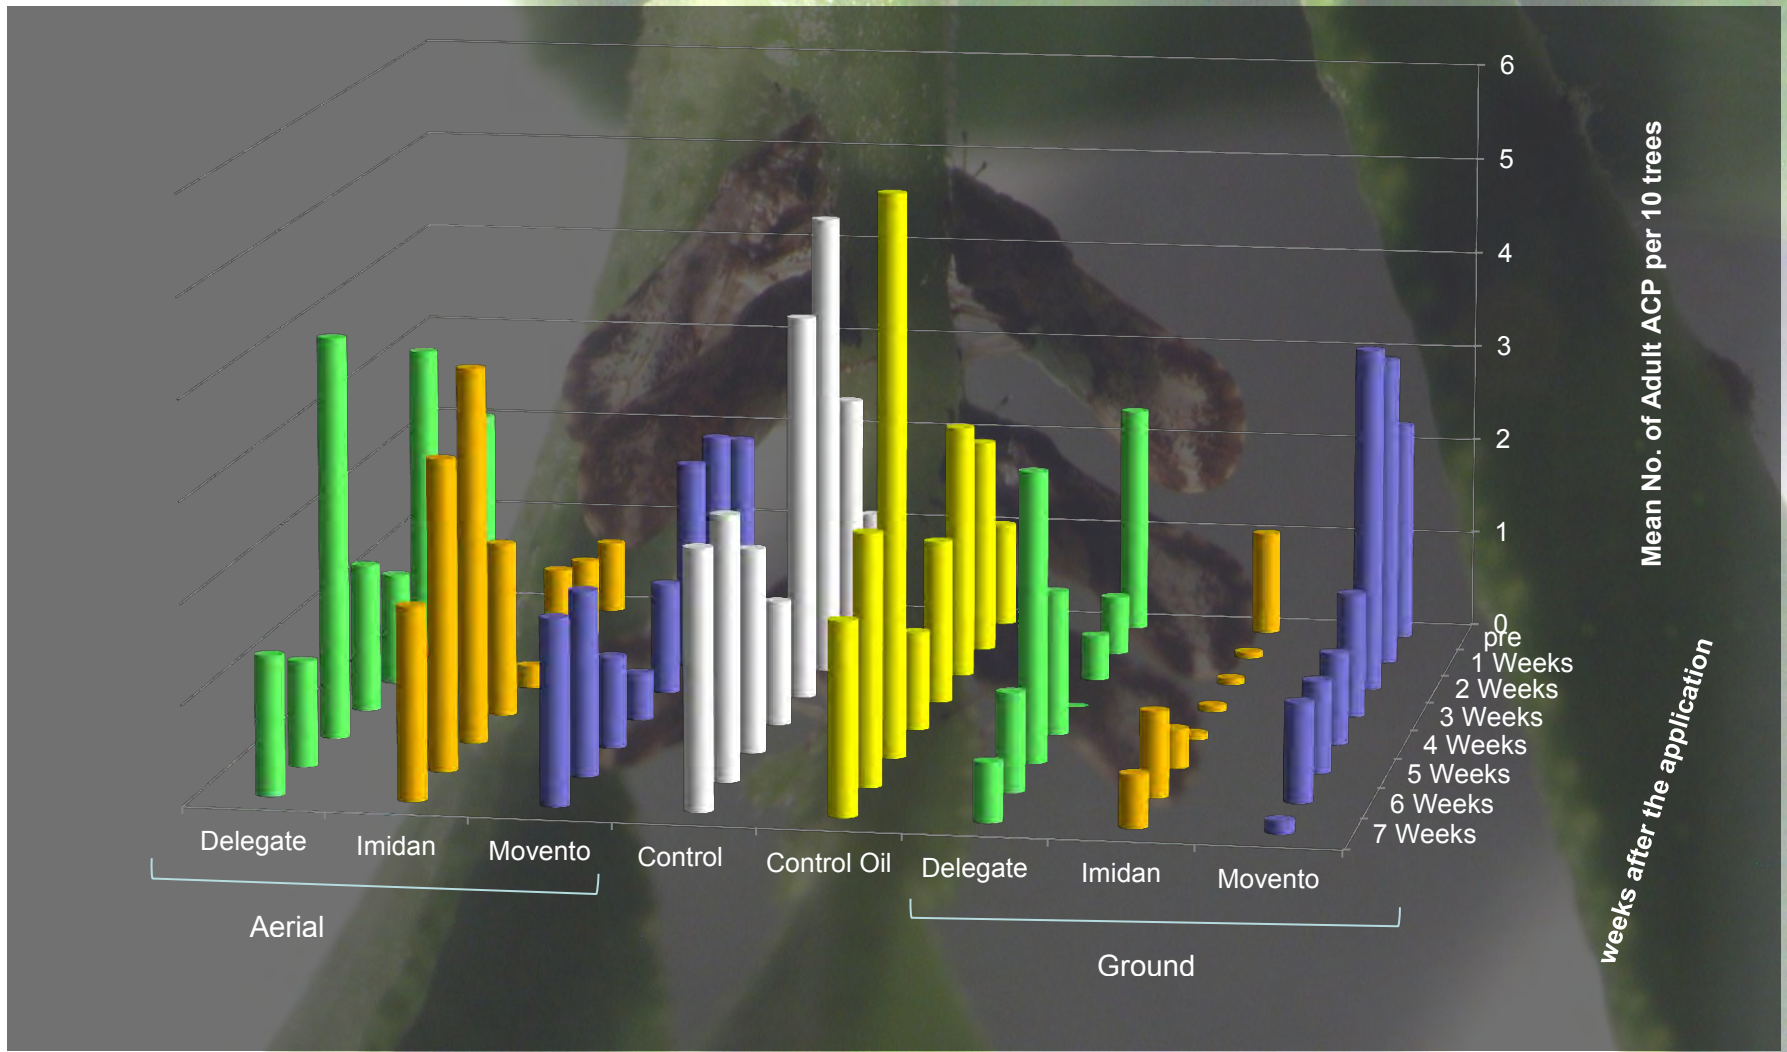 6
5
4
3
2
1
0
Mean No. of Adult ACP per 10 trees
pre
1 Weeks
2 Weeks
3 Weeks
4 Weeks
5 Weeks
6 Weeks
7 Weeks
weeks after the application
Delegate
Imidan
Movento
Control
Control Oil
Delegate
Imidan
Movento
Aerial
Ground